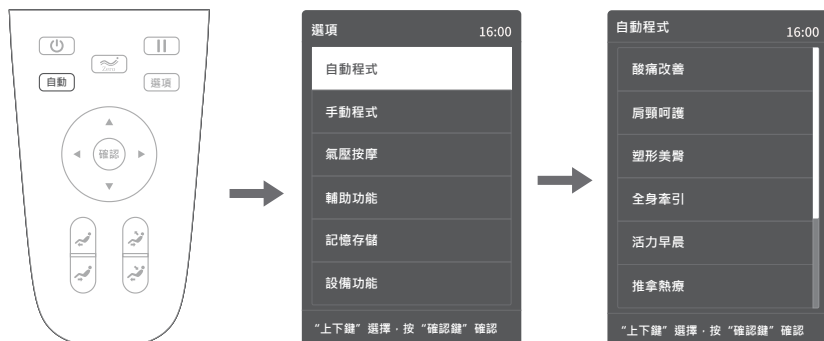 Zero
自動
選項
確認
選項
16:00
自動程式
手動程式
氣壓按摩
輔助功能
記憶存儲
設備功能
“上下鍵”選擇，按“確認鍵”確認
自動程式
16:00
酸痛改善
肩頸呵護
塑形美臀
全身牽引
活力早晨
推拿熱療
“上下鍵”選擇，按“確認鍵”確認